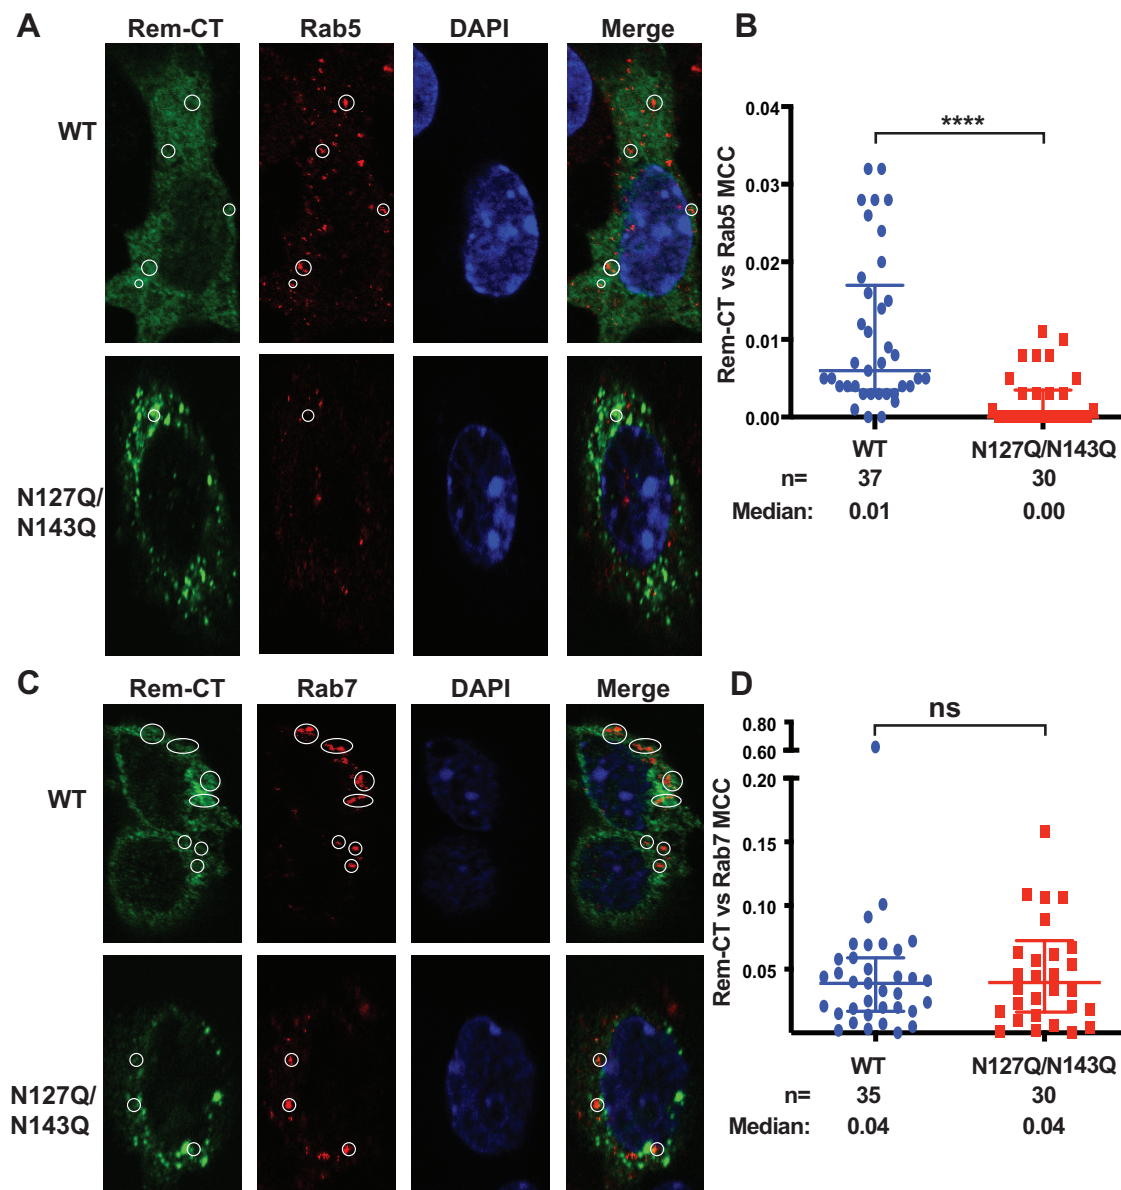 A
Rem-CT Rab5 DAPI Merge
WT
N127Q/
N143Q
B
Rem-CT vs Rab5 MCC
0.04
0.03
0.02
0.01
0.00
****
WT N127Q/N143Q
n= 37 30
Median: 0.01 0.00
C
Rem-CT Rab7 DAPI Merge
WT
N127Q/
N143Q
D
Rem-CT vs Rab7 MCC
0.80
0.60
0.20
0.15
0.10
0.05
ns
WT N127Q/N143Q
n= 35 30
Median: 0.04 0.04